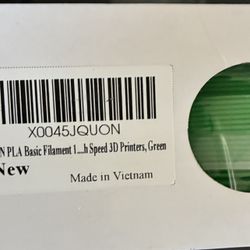 X0045JQUON
N PLA Basic Filament 1....h Speed 3D Printers, Green
New
Made in Vietnam